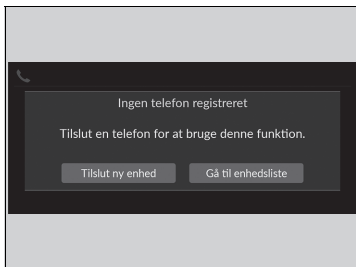 Ingen telefon registreret
Tilslut en telefon for at bruge denne funktion.
Tilslut ny enhed
Gå til enhedsliste